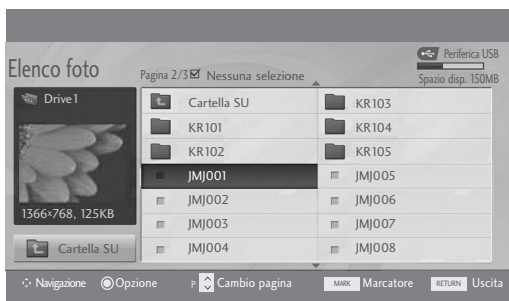 Periferica USB
Elenco foto
Pagina 2/3 Nessuna selezione
Spazio disp. 150MB
Drive1
1366×768, 125KB
Cartella SU
Cartella SU
KR101
KR102
JMJ001
JMJ002
JMJ003
JMJ004
KR103
KR104
KR105
JMJ005
JMJ006
JMJ007
JMJ008
Navigazione Opzione P Cambio pagina MARK Marcatore RETURN Uscita